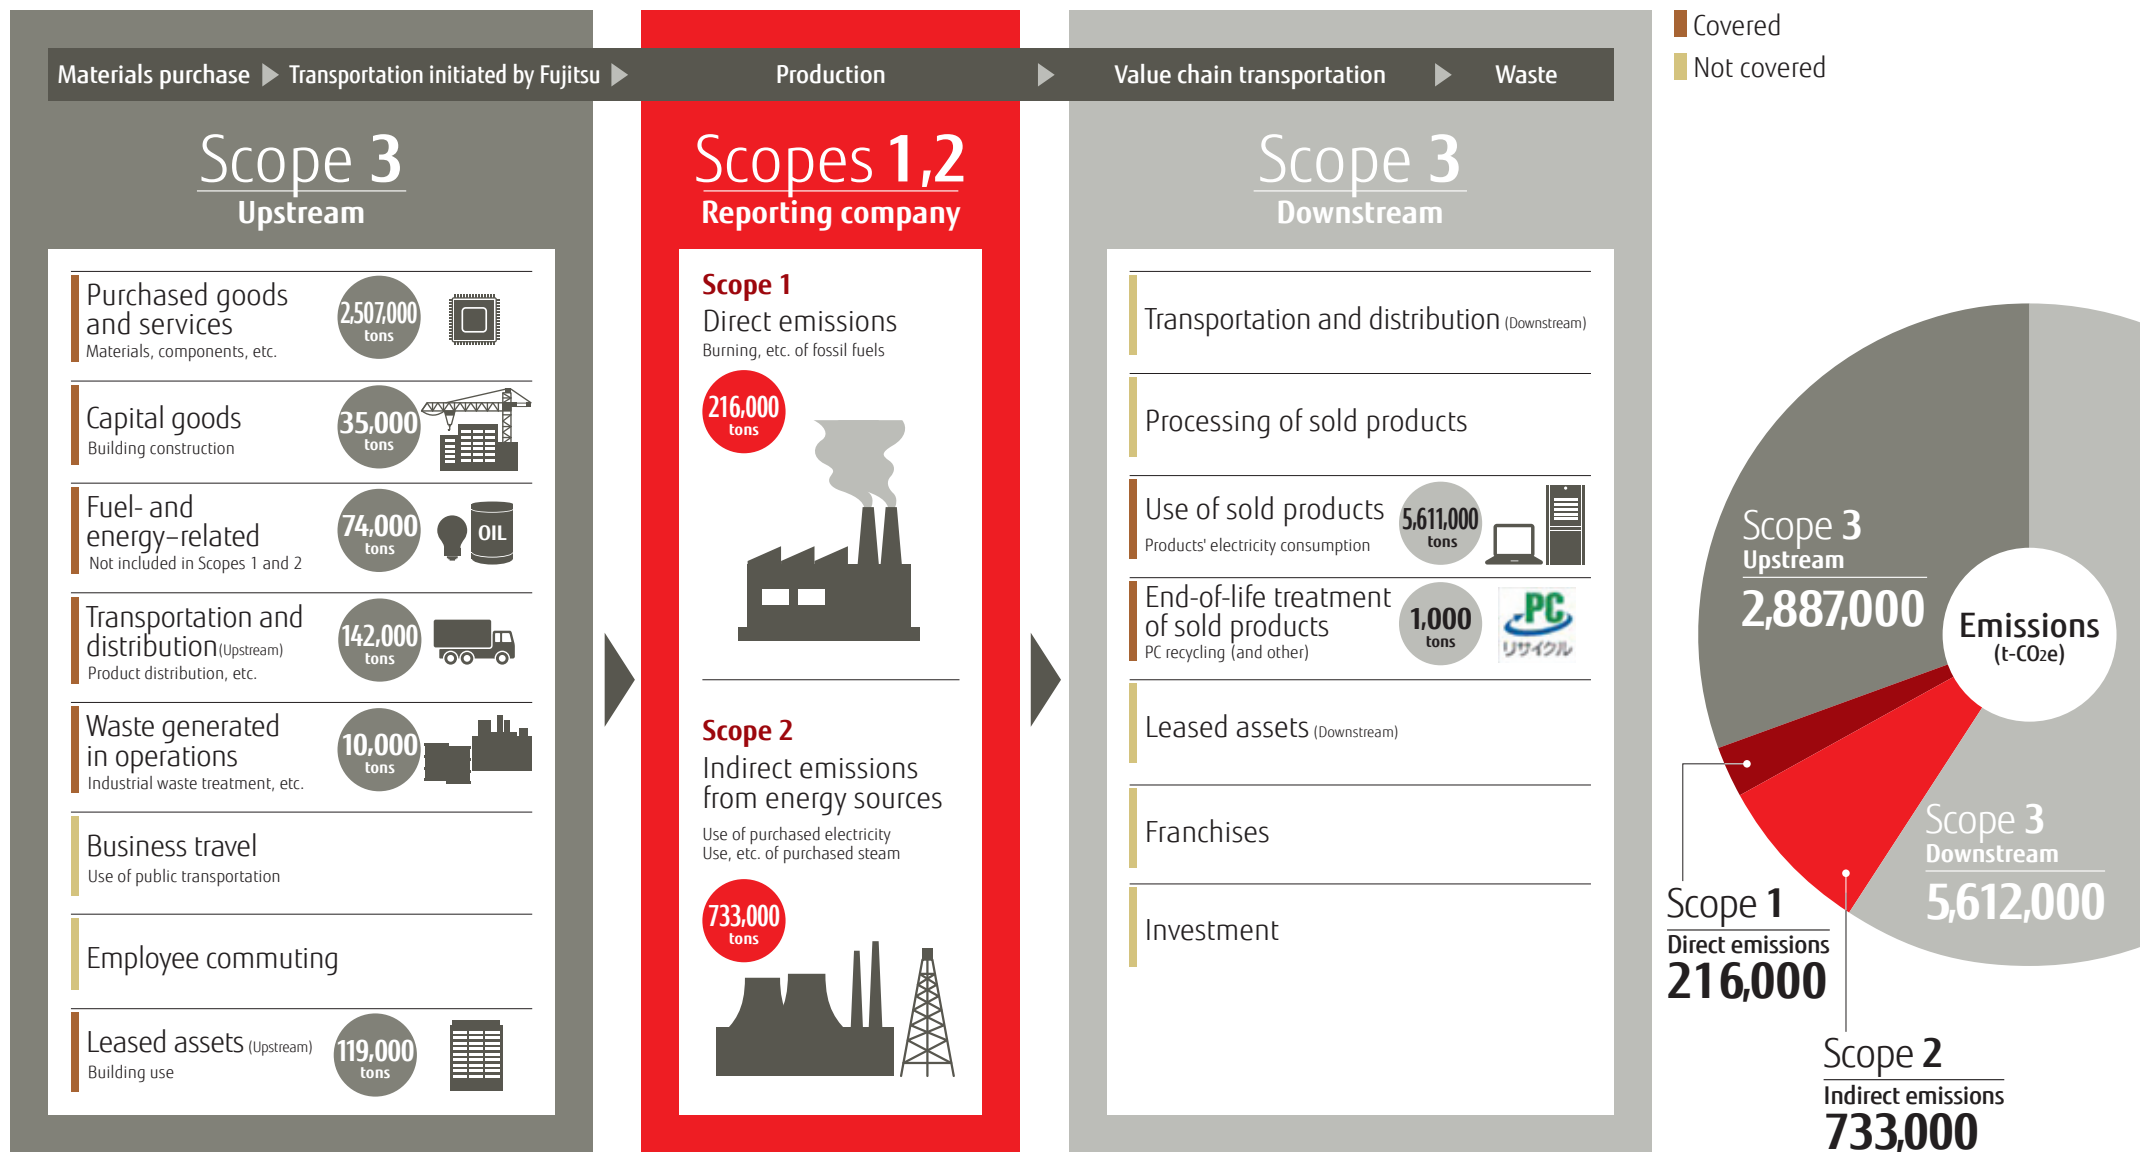 Covered
Not covered
Materials purchase
Transportation initiated by Fujitsu
Production
Value chain transportation
Waste
Scope 3
Upstream
Purchased goods
and services
Materials, components, etc.
2,507,000
tons
Capital goods
Building construction
35,000
tons
Fuel- and
energy–related
Not included in Scopes 1 and 2
74,000
tons
OIL
Transportation and
distribution (Upstream)
Product distribution, etc.
142,000
tons
Waste generated
in operations
Industrial waste treatment, etc.
10,000
tons
Business travel
Use of public transportation
Employee commuting
Leased assets (Upstream)
Building use
119,000
tons
Scopes 1,2
Reporting company
Scope 1
Direct emissions
Burning, etc. of fossil fuels
216,000
tons
Scope 2
Indirect emissions
from energy sources
Use of purchased electricity
Use, etc. of purchased steam
733,000
tons
Scope 3
Downstream
Transportation and distribution (Downstream)
Processing of sold products
Use of sold products
Products' electricity consumption
5,611,000
tons
End-of-life treatment
of sold products
PC recycling (and other)
1,000
tons
PC
リサイクル
Leased assets (Downstream)
Franchises
Investment
Scope 3
Upstream
2,887,000
Emissions
(t-CO2e)
Scope 3
Downstream
5,612,000
Scope 1
Direct emissions
216,000
Scope 2
Indirect emissions
733,000